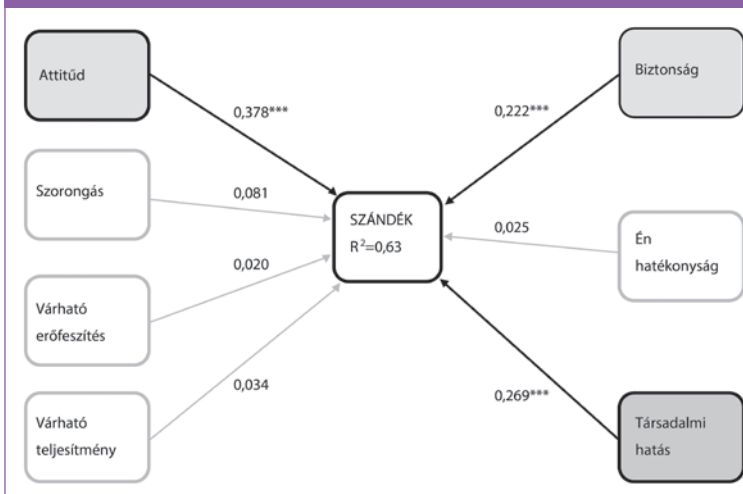 Attitűd
Biztonság
0,378***
0,222***
Szorongás
0,081
SZÁNDÉK
R²=0,63
0,025
Én
hatékonyság
Várható
erőfeszítés
0,020
Várható
teljesítmény
0,034
0,269***
Társadalmi
hatás